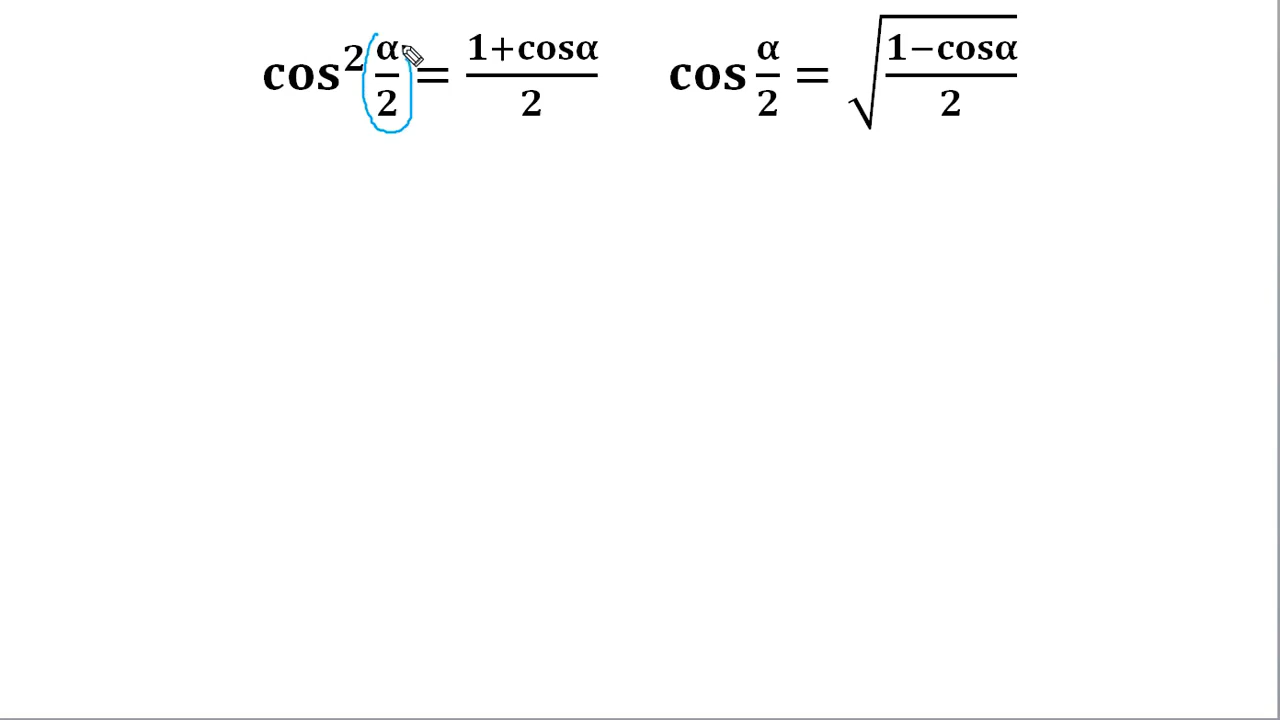 cos² α/2 = (1+cosα)/2    cos α/2 = √((1−cosα)/2)